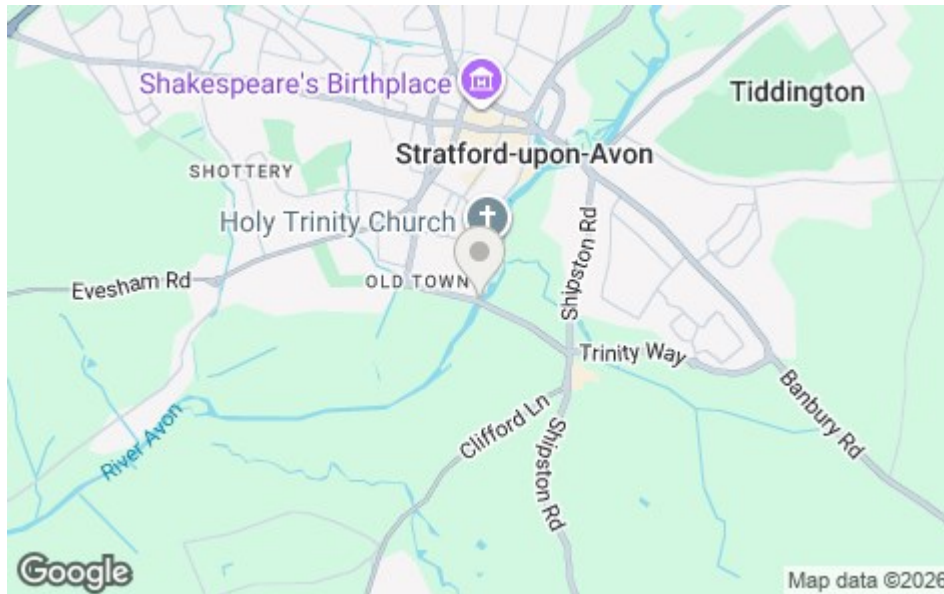 Shakespeare's Birthplace
Tiddington
Stratford-upon-Avon
SHOTTERY
Holy Trinity Church
Shipston Rd
Evesham Rd
OLD TOWN
Trinity Way
Banbury Rd
Clifford Ln
Shipston Rd
River Avon
Google
Map data ©2026